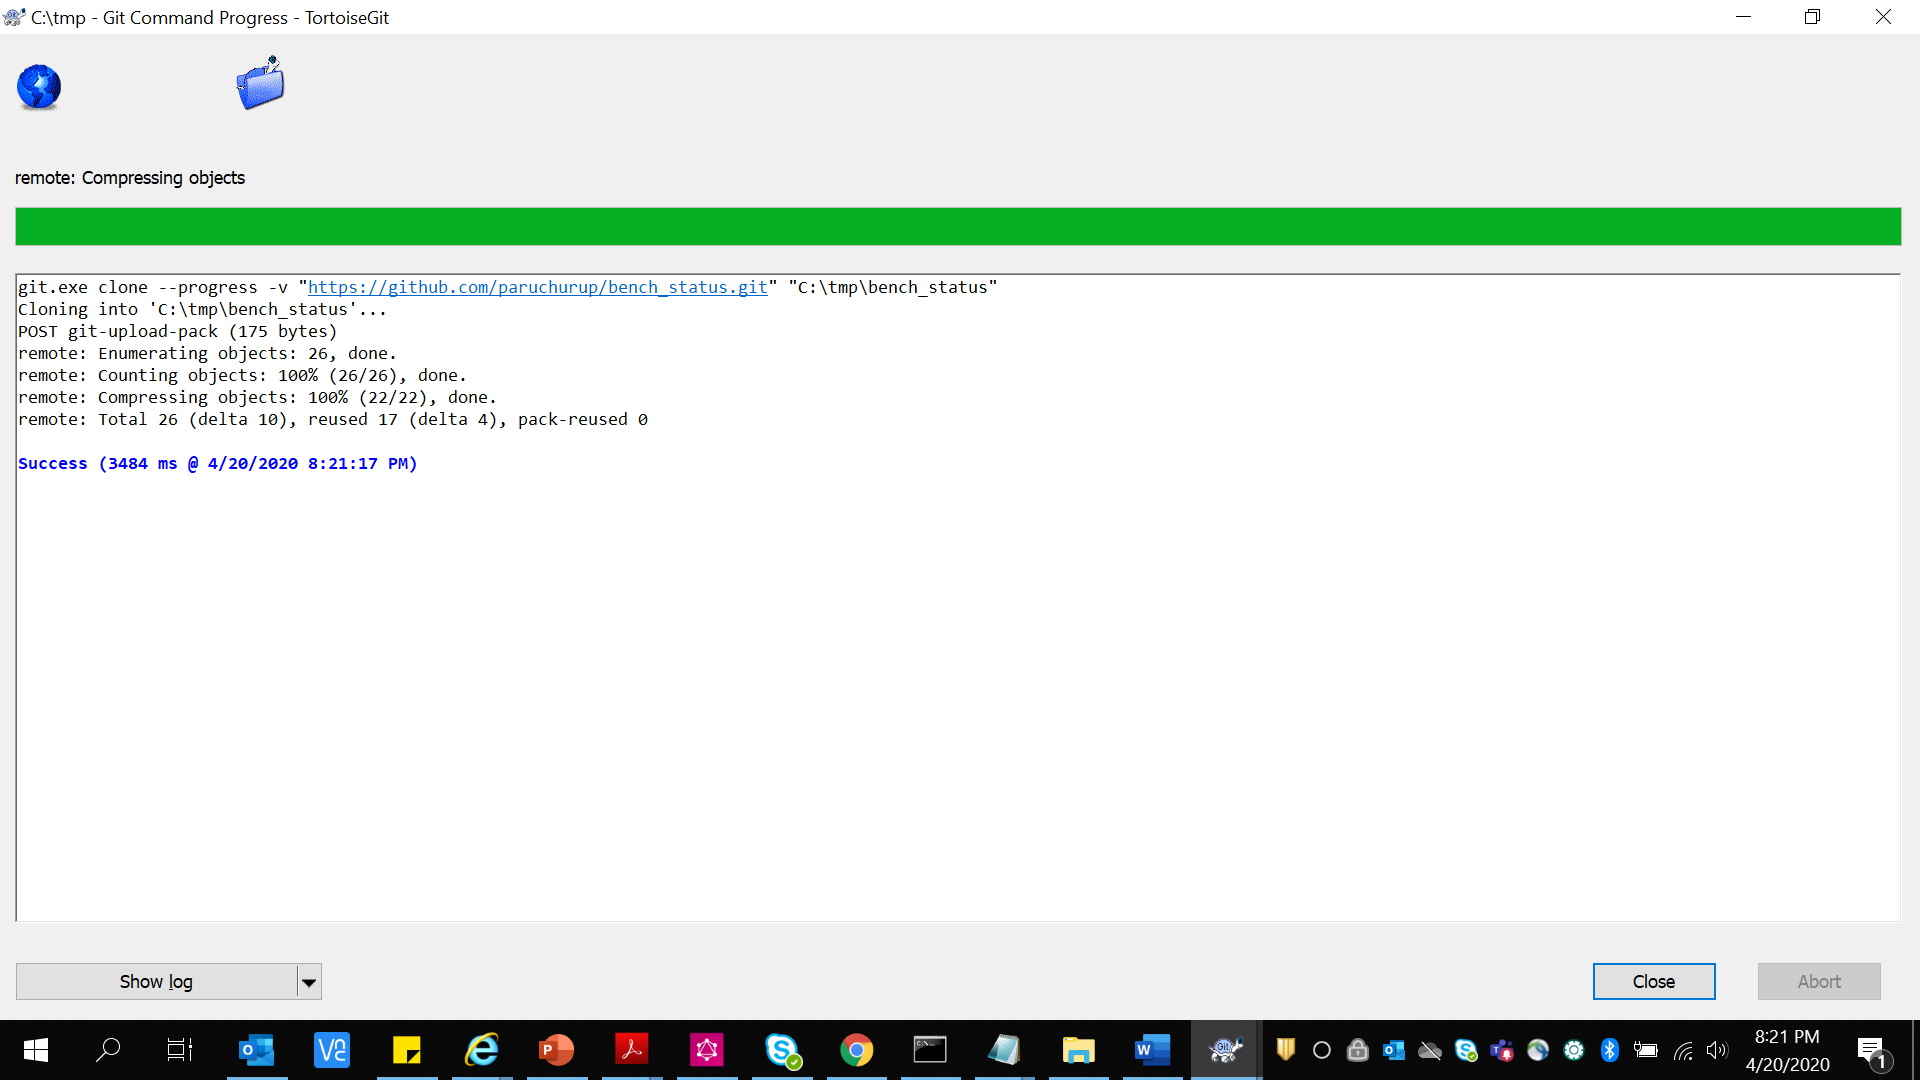 C:\tmp - Git Command Progress - TortoiseGit
remote: Compressing objects
git.exe clone --progress -v "https://github.com/paruchurup/bench_status.git" "C:\tmp\bench_status"
Cloning into 'C:\tmp\bench_status'...
POST git-upload-pack (175 bytes)
remote: Enumerating objects: 26, done.
remote: Counting objects: 100% (26/26), done.
remote: Compressing objects: 100% (22/22), done.
remote: Total 26 (delta 10), reused 17 (delta 4), pack-reused 0
Success (3484 ms @ 4/20/2020 8:21:17 PM)
Show log
Close
Abort
8:21 PM
4/20/2020
1